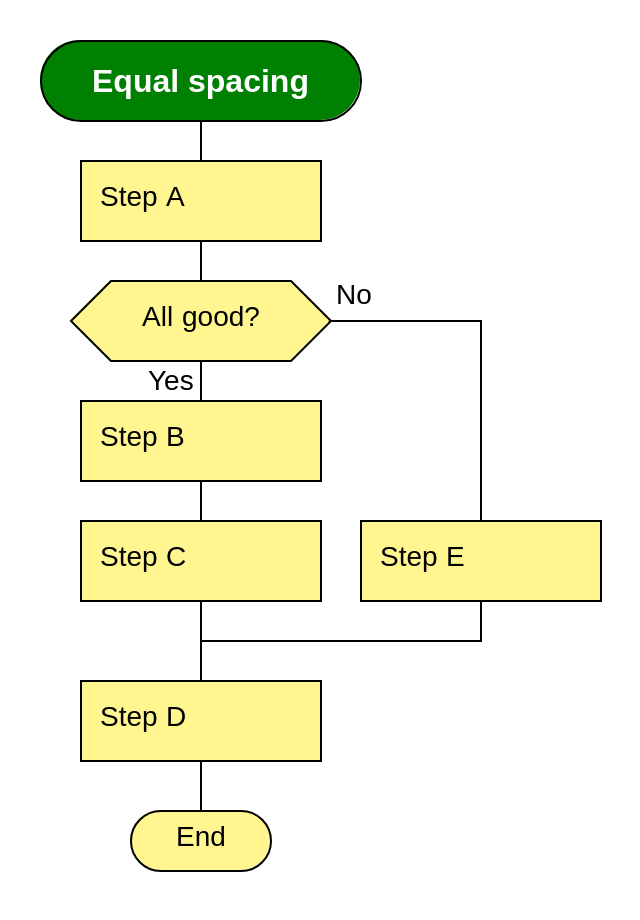 Equal spacing
Step A
All good?
No
Yes
Step B
Step C
Step E
Step D
End